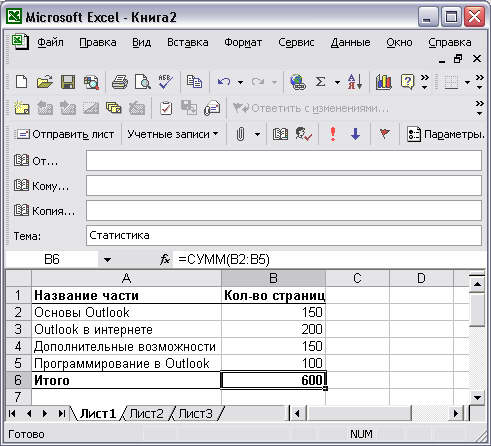 Microsoft Excel - Книга2
Файл Правка Вид Вставка Формат Сервис Данные Окно Справка
Ответить с изменениями...
Отправить лист Учетные записи Параметры.
От...
Кому...
Копия...
Тема: Статистика
B6 fx =СУММ(B2:B5)
A B C D
1 Название части Кол-во страниц
2 Основы Outlook 150
3 Outlook в интернете 200
4 Дополнительные возможности 150
5 Программирование в Outlook 100
6 Итого 600
7
Лист1 Лист2 Лист3
Готово NUM